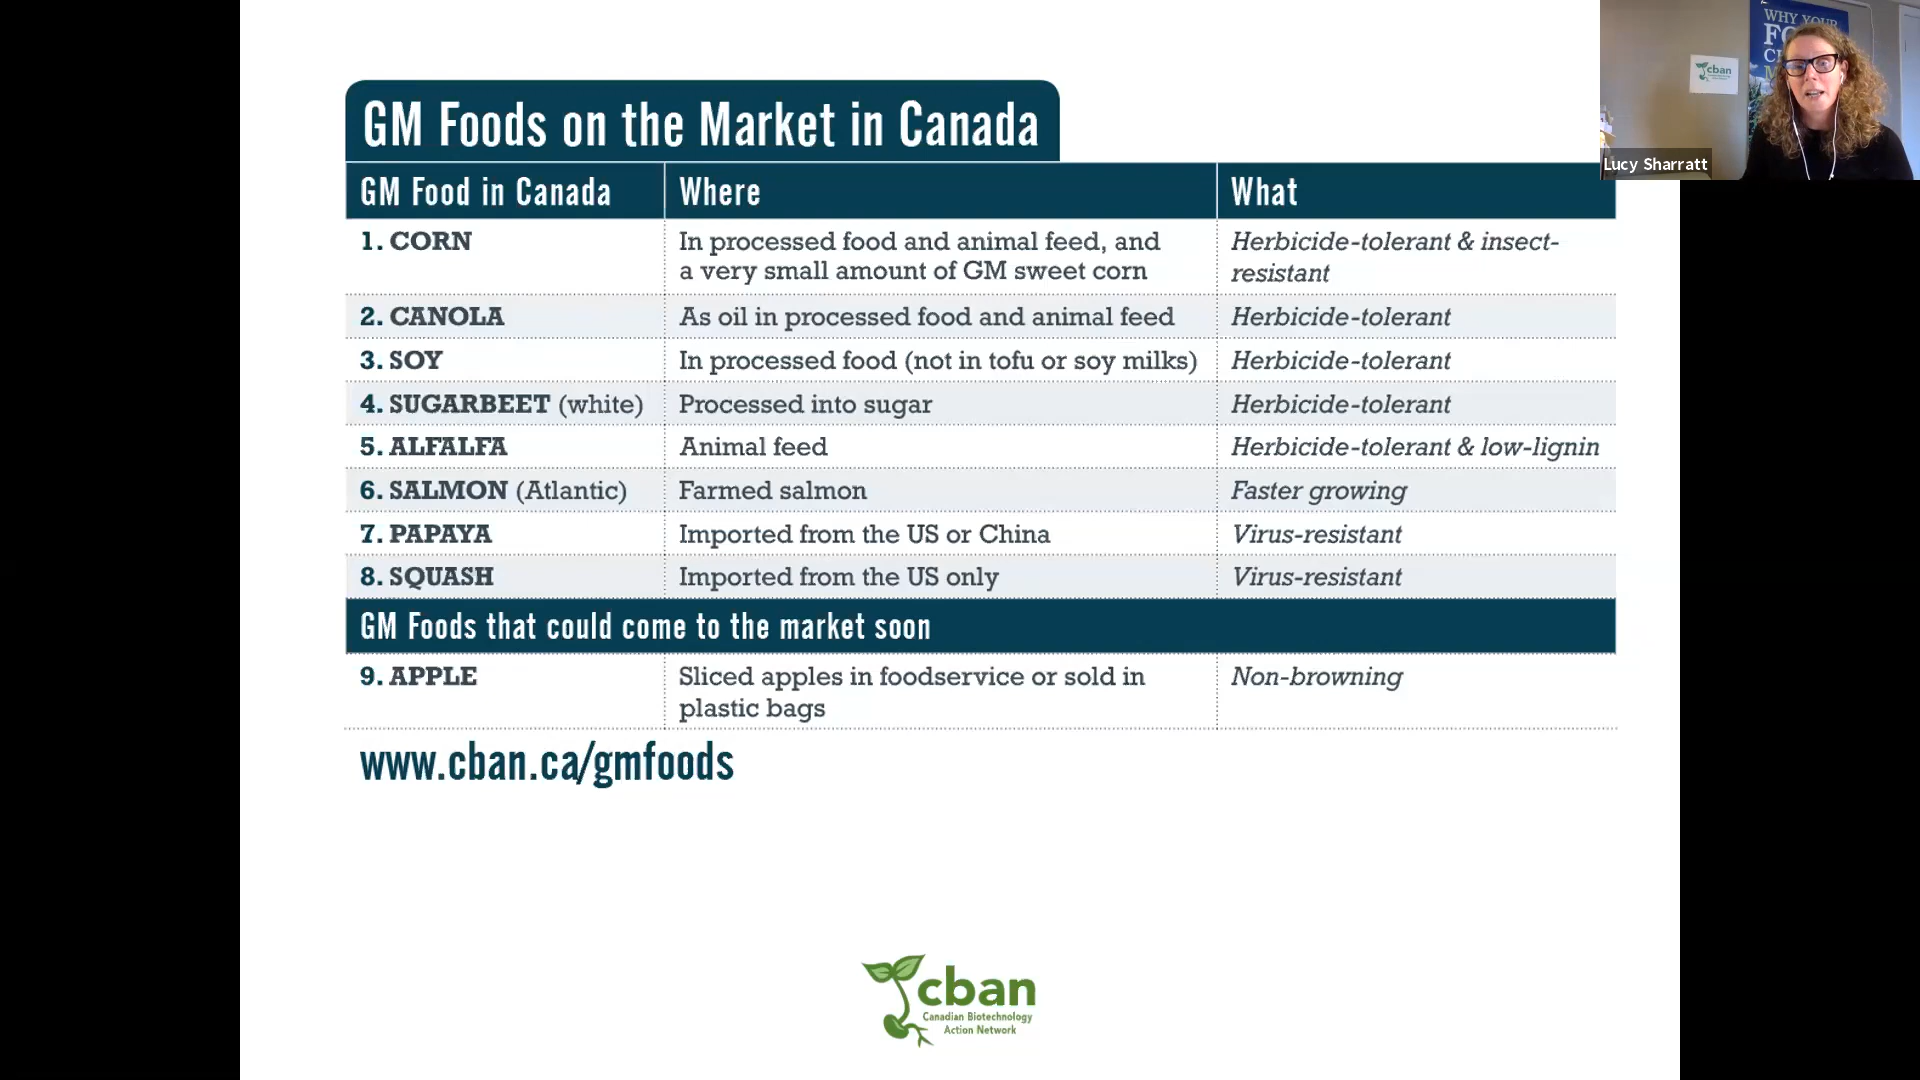 GM Foods on the Market in Canada
GM Food in Canada
Where
What
1. CORN
In processed food and animal feed, and
a very small amount of GM sweet corn
Herbicide-tolerant & insect-
resistant
2. CANOLA
As oil in processed food and animal feed
Herbicide-tolerant
3. SOY
In processed food (not in tofu or soy milks)
Herbicide-tolerant
4. SUGARBEET (white)
Processed into sugar
Herbicide-tolerant
5. ALFALFA
Animal feed
Herbicide-tolerant & low-lignin
6. SALMON (Atlantic)
Farmed salmon
Faster growing
7. PAPAYA
Imported from the US or China
Virus-resistant
8. SQUASH
Imported from the US only
Virus-resistant
GM Foods that could come to the market soon
9. APPLE
Sliced apples in foodservice or sold in
plastic bags
Non-browning
www.cban.ca/gmfoods
cban
Canadian Biotechnology
Action Network
WHY YOUR
cban
Lucy Sharratt